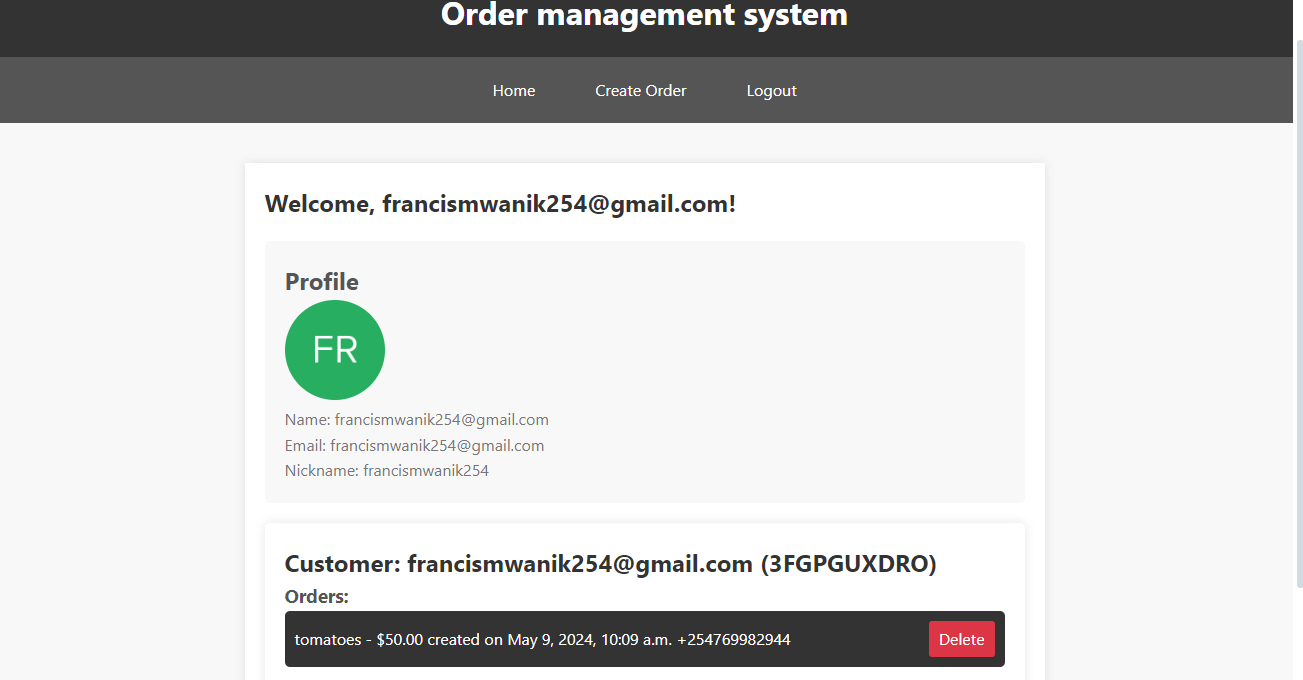 Order management system
Home Create Order Logout
Welcome, francismwanik254@gmail.com!
Profile
FR
Name: francismwanik254@gmail.com
Email: francismwanik254@gmail.com
Nickname: francismwanik254
Customer: francismwanik254@gmail.com (3FGPGUXDRO)
Orders:
tomatoes - $50.00 created on May 9, 2024, 10:09 a.m. +254769982944 Delete